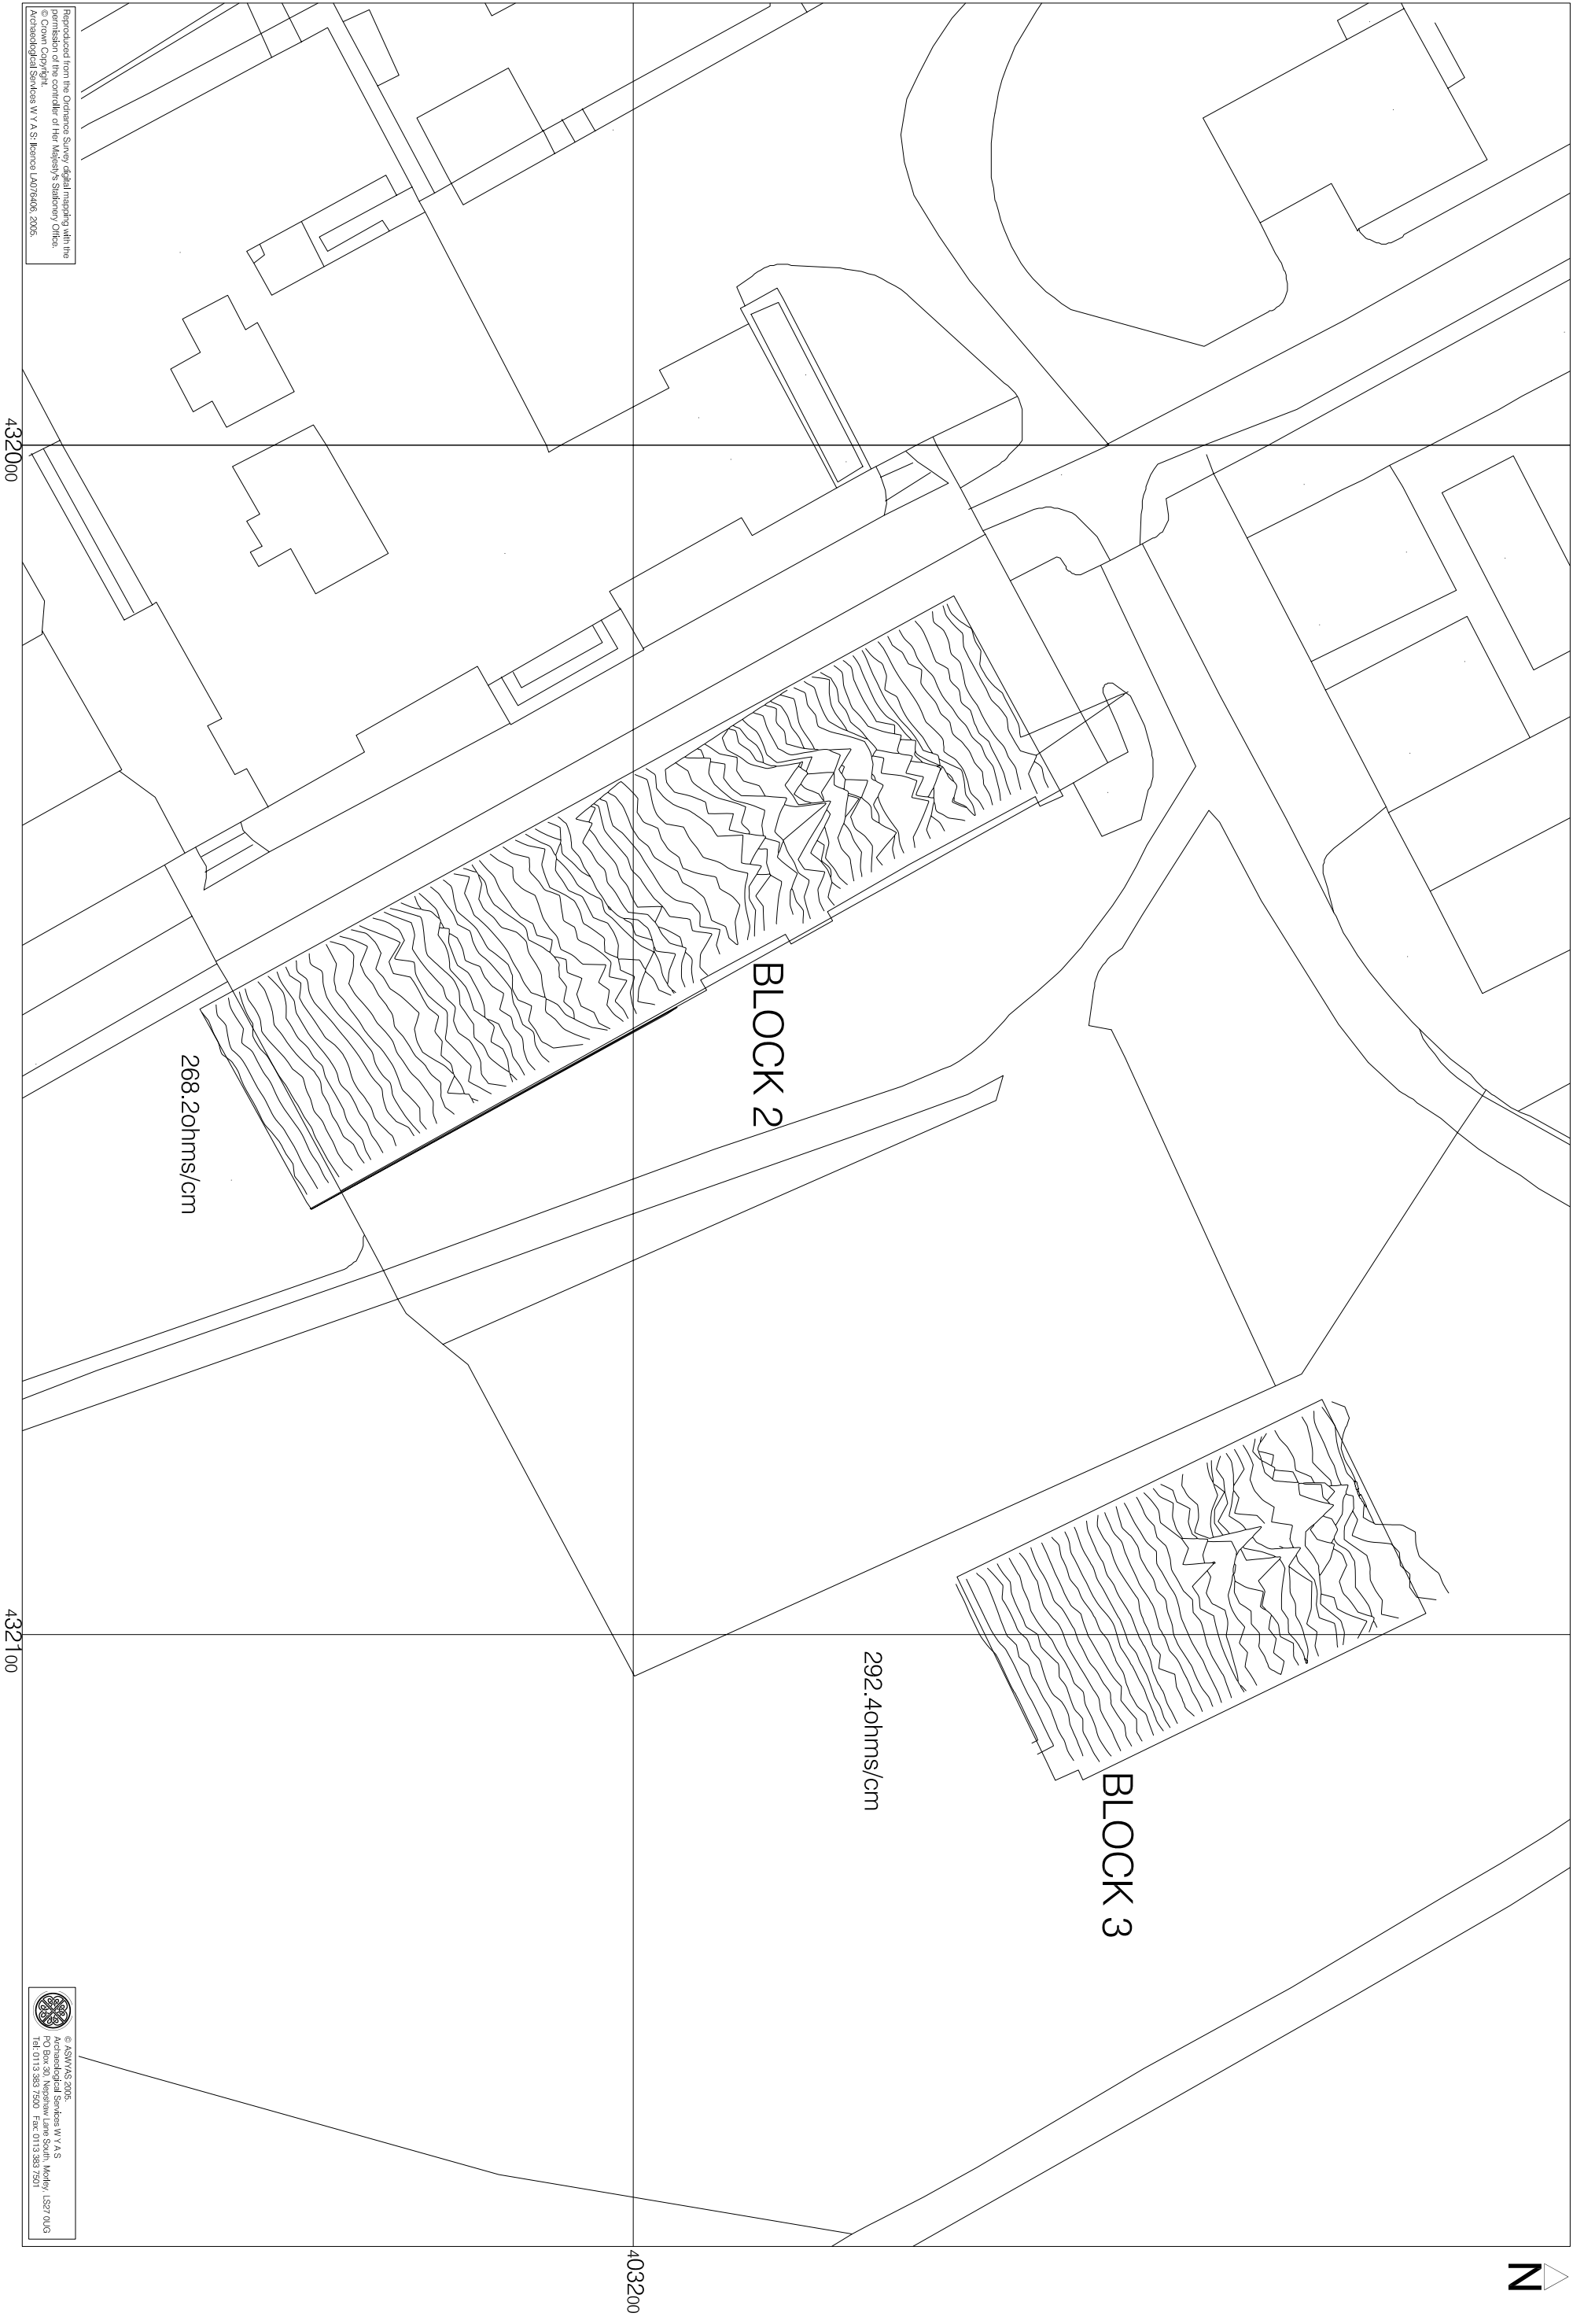 Reproduced from the Ordnance Survey digital mapping with the
permission of the controller of Her Majesty's Stationery Office.
© Crown Copyright.
Archaeological Services W Y A S: licence LA076406, 2005.
432000
BLOCK 2
268.2ohms/cm
432100
BLOCK 3
292.4ohms/cm
© ASWYAS 2005.
Archaeological Services W Y A S
PO Box 30, Nepshaw Lane South, Morley, LS27 0UG
Tel: 0113 383 7500 Fax: 0113 383 7501
403200
N